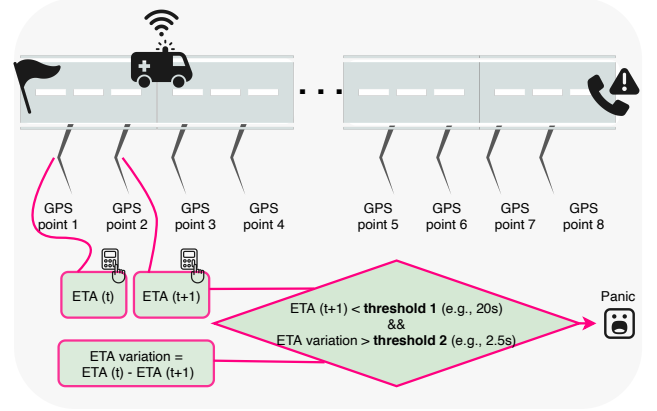 GPS
point 1
GPS
point 2
GPS
point 3
GPS
point 4
GPS
point 5
GPS
point 6
GPS
point 7
GPS
point 8
ETA (t)
ETA (t+1)
ETA (t+1) < threshold 1 (e.g., 20s)
&&
ETA variation > threshold 2 (e.g., 2.5s)
Panic
ETA variation =
ETA (t) - ETA (t+1)